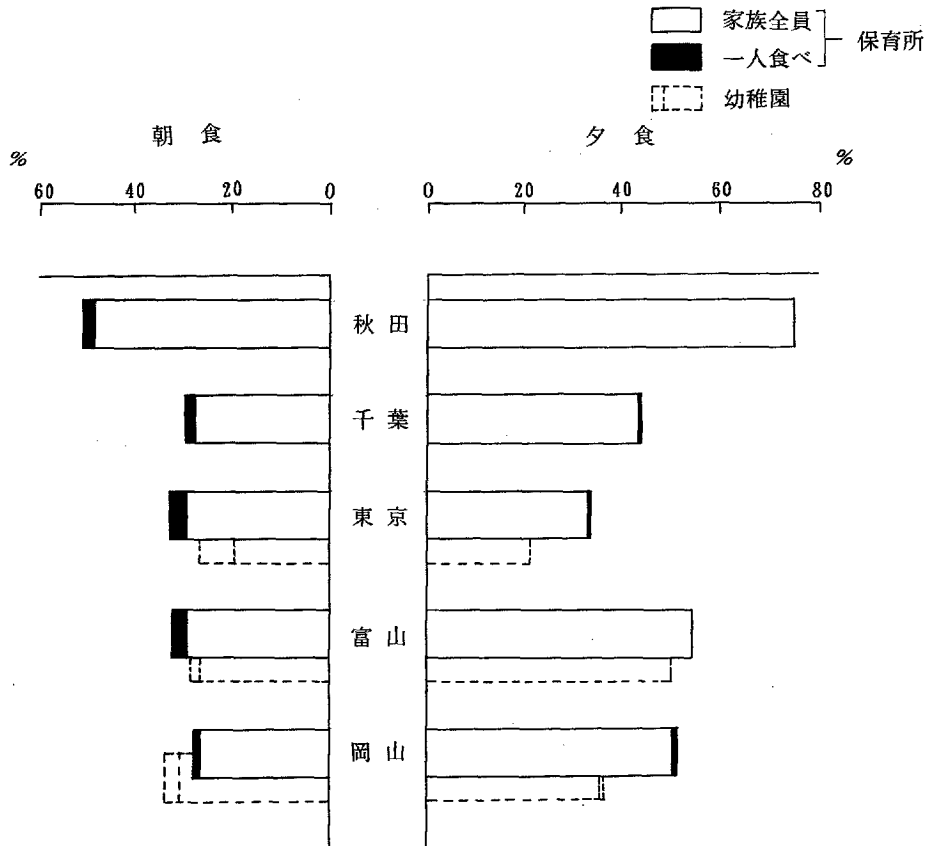 家族全員
一人食べ
保育所
幼稚園
朝食
夕食
%
%
60 40 20 0
0 20 40 60 80
秋田
千葉
東京
富山
岡山